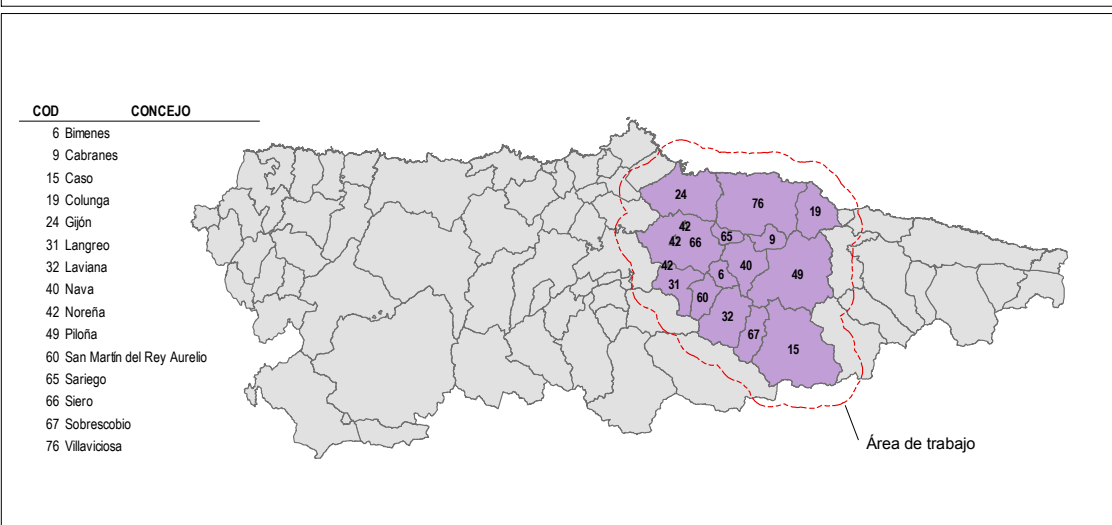 COD CONCEJO
6 Bimenes
9 Cabranes
15 Caso
19 Colunga
24 Gijón
31 Langreo
32 Laviana
40 Nava
42 Noreña
49 Piloña
60 San Martín del Rey Aurelio
65 Sariego
66 Siero
67 Sobrescobio
76 Villaviciosa
24
76
19
42
65
9
42
66
40
42
6
49
31
60
32
67
15
Área de trabajo